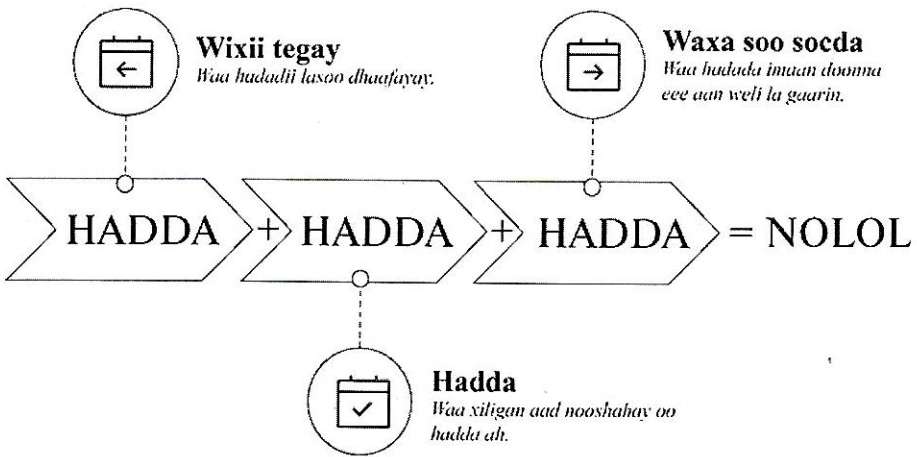 Wixii tegay
Waa hadadii lasoo dhaafayay.
Waxa soo socda
Waa hadada imaan doonna
eee aan weli la gaarin.
HADDA + HADDA + HADDA = NOLOL
Hadda
Waa xiligan aad nooshahay oo
hadda ah.